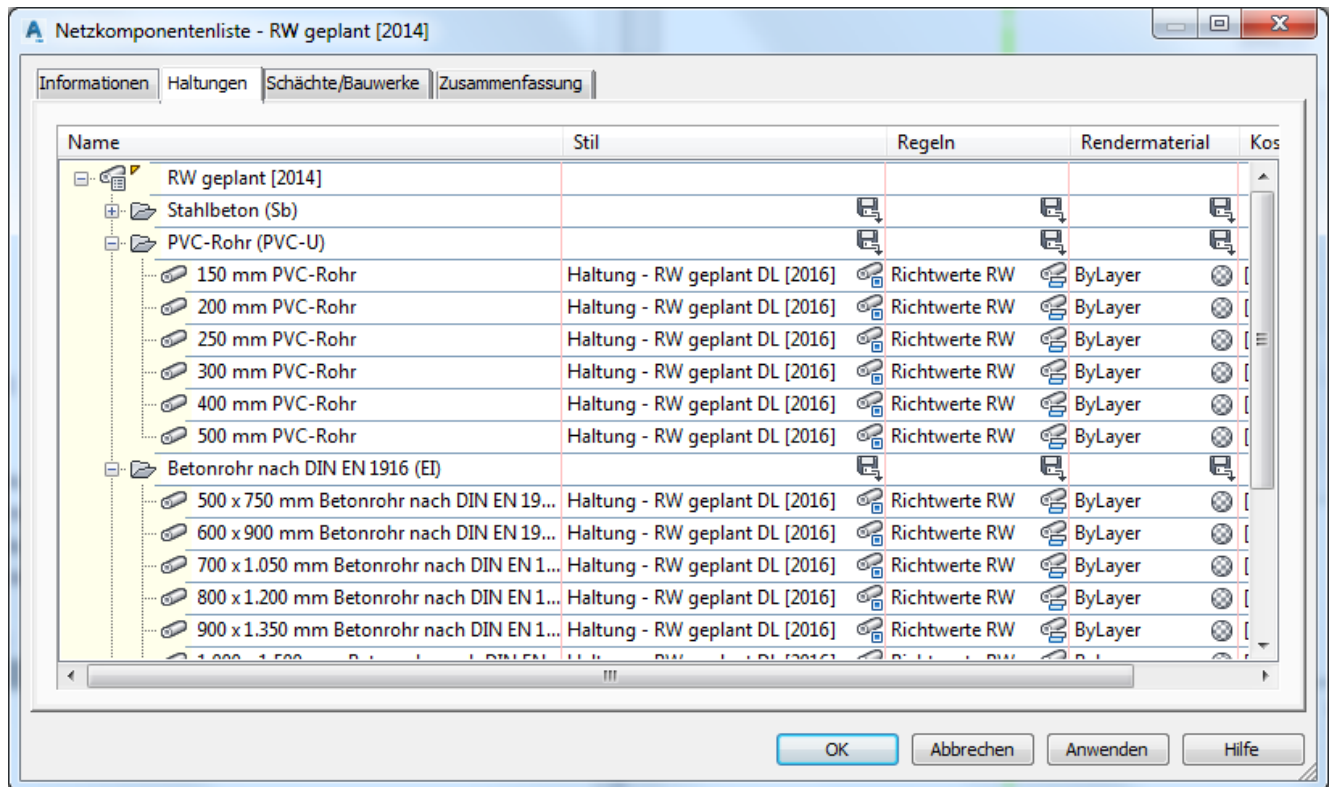 Netzkomponentenliste - RW geplant [2014]
Informationen Haltungen Schächte/Bauwerke Zusammenfassung
Name Stil Regeln Rendermaterial Kos
RW geplant [2014]
Stahlbeton (Sb)
PVC-Rohr (PVC-U)
150 mm PVC-Rohr Haltung - RW geplant DL [2016] Richtwerte RW ByLayer [
200 mm PVC-Rohr Haltung - RW geplant DL [2016] Richtwerte RW ByLayer [
250 mm PVC-Rohr Haltung - RW geplant DL [2016] Richtwerte RW ByLayer [
300 mm PVC-Rohr Haltung - RW geplant DL [2016] Richtwerte RW ByLayer [
400 mm PVC-Rohr Haltung - RW geplant DL [2016] Richtwerte RW ByLayer [
500 mm PVC-Rohr Haltung - RW geplant DL [2016] Richtwerte RW ByLayer [
Betonrohr nach DIN EN 1916 (EI)
500 x 750 mm Betonrohr nach DIN EN 19... Haltung - RW geplant DL [2016] Richtwerte RW ByLayer [
600 x 900 mm Betonrohr nach DIN EN 19... Haltung - RW geplant DL [2016] Richtwerte RW ByLayer [
700 x 1.050 mm Betonrohr nach DIN EN 1... Haltung - RW geplant DL [2016] Richtwerte RW ByLayer [
800 x 1.200 mm Betonrohr nach DIN EN 1... Haltung - RW geplant DL [2016] Richtwerte RW ByLayer [
900 x 1.350 mm Betonrohr nach DIN EN 1... Haltung - RW geplant DL [2016] Richtwerte RW ByLayer [
OK Abbrechen Anwenden Hilfe